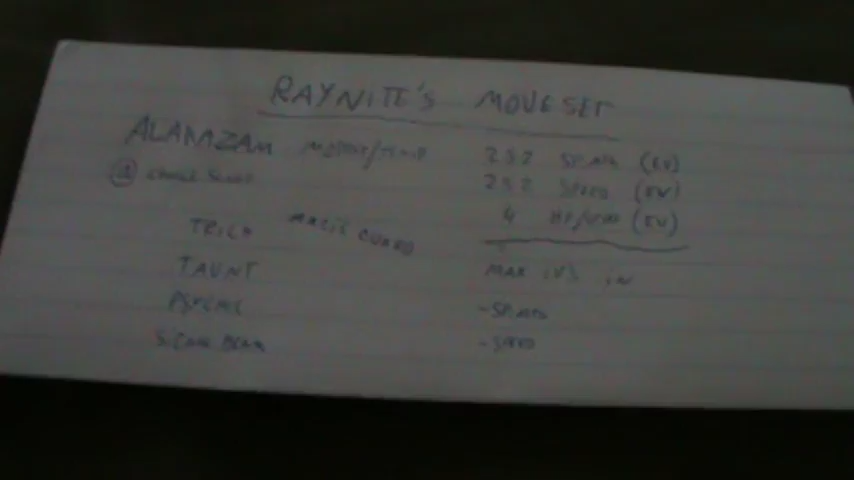 RAYNITE'S MOVESET
ALAKAZAM
252 SP.ATK (EV)
252 SPEED (EV)
4 HP/ (EV)
TRICK MAGIC GUARD
TAUNT MAX IVS IN
PSYCHIC -SP.ATK
BEAM -SPEED